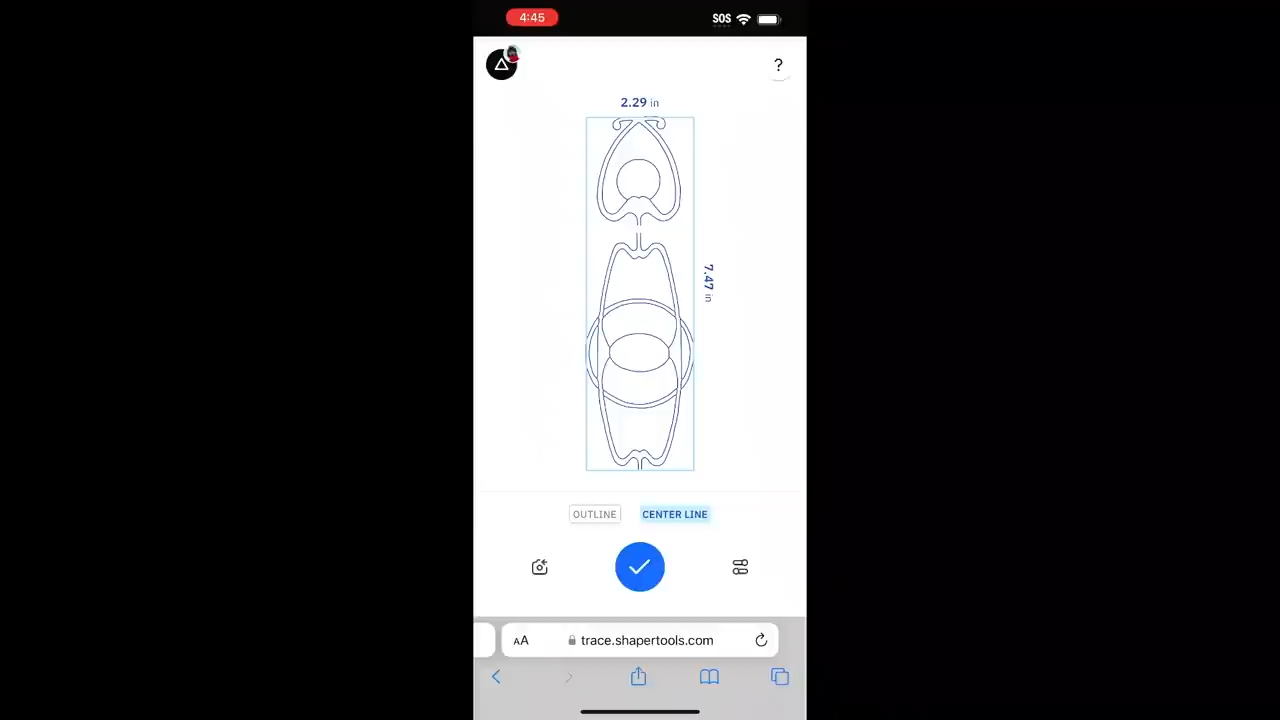 4:45
SOS
?
2.29 in
7.47 in
OUTLINE
CENTER LINE
AA
trace.shapertools.com